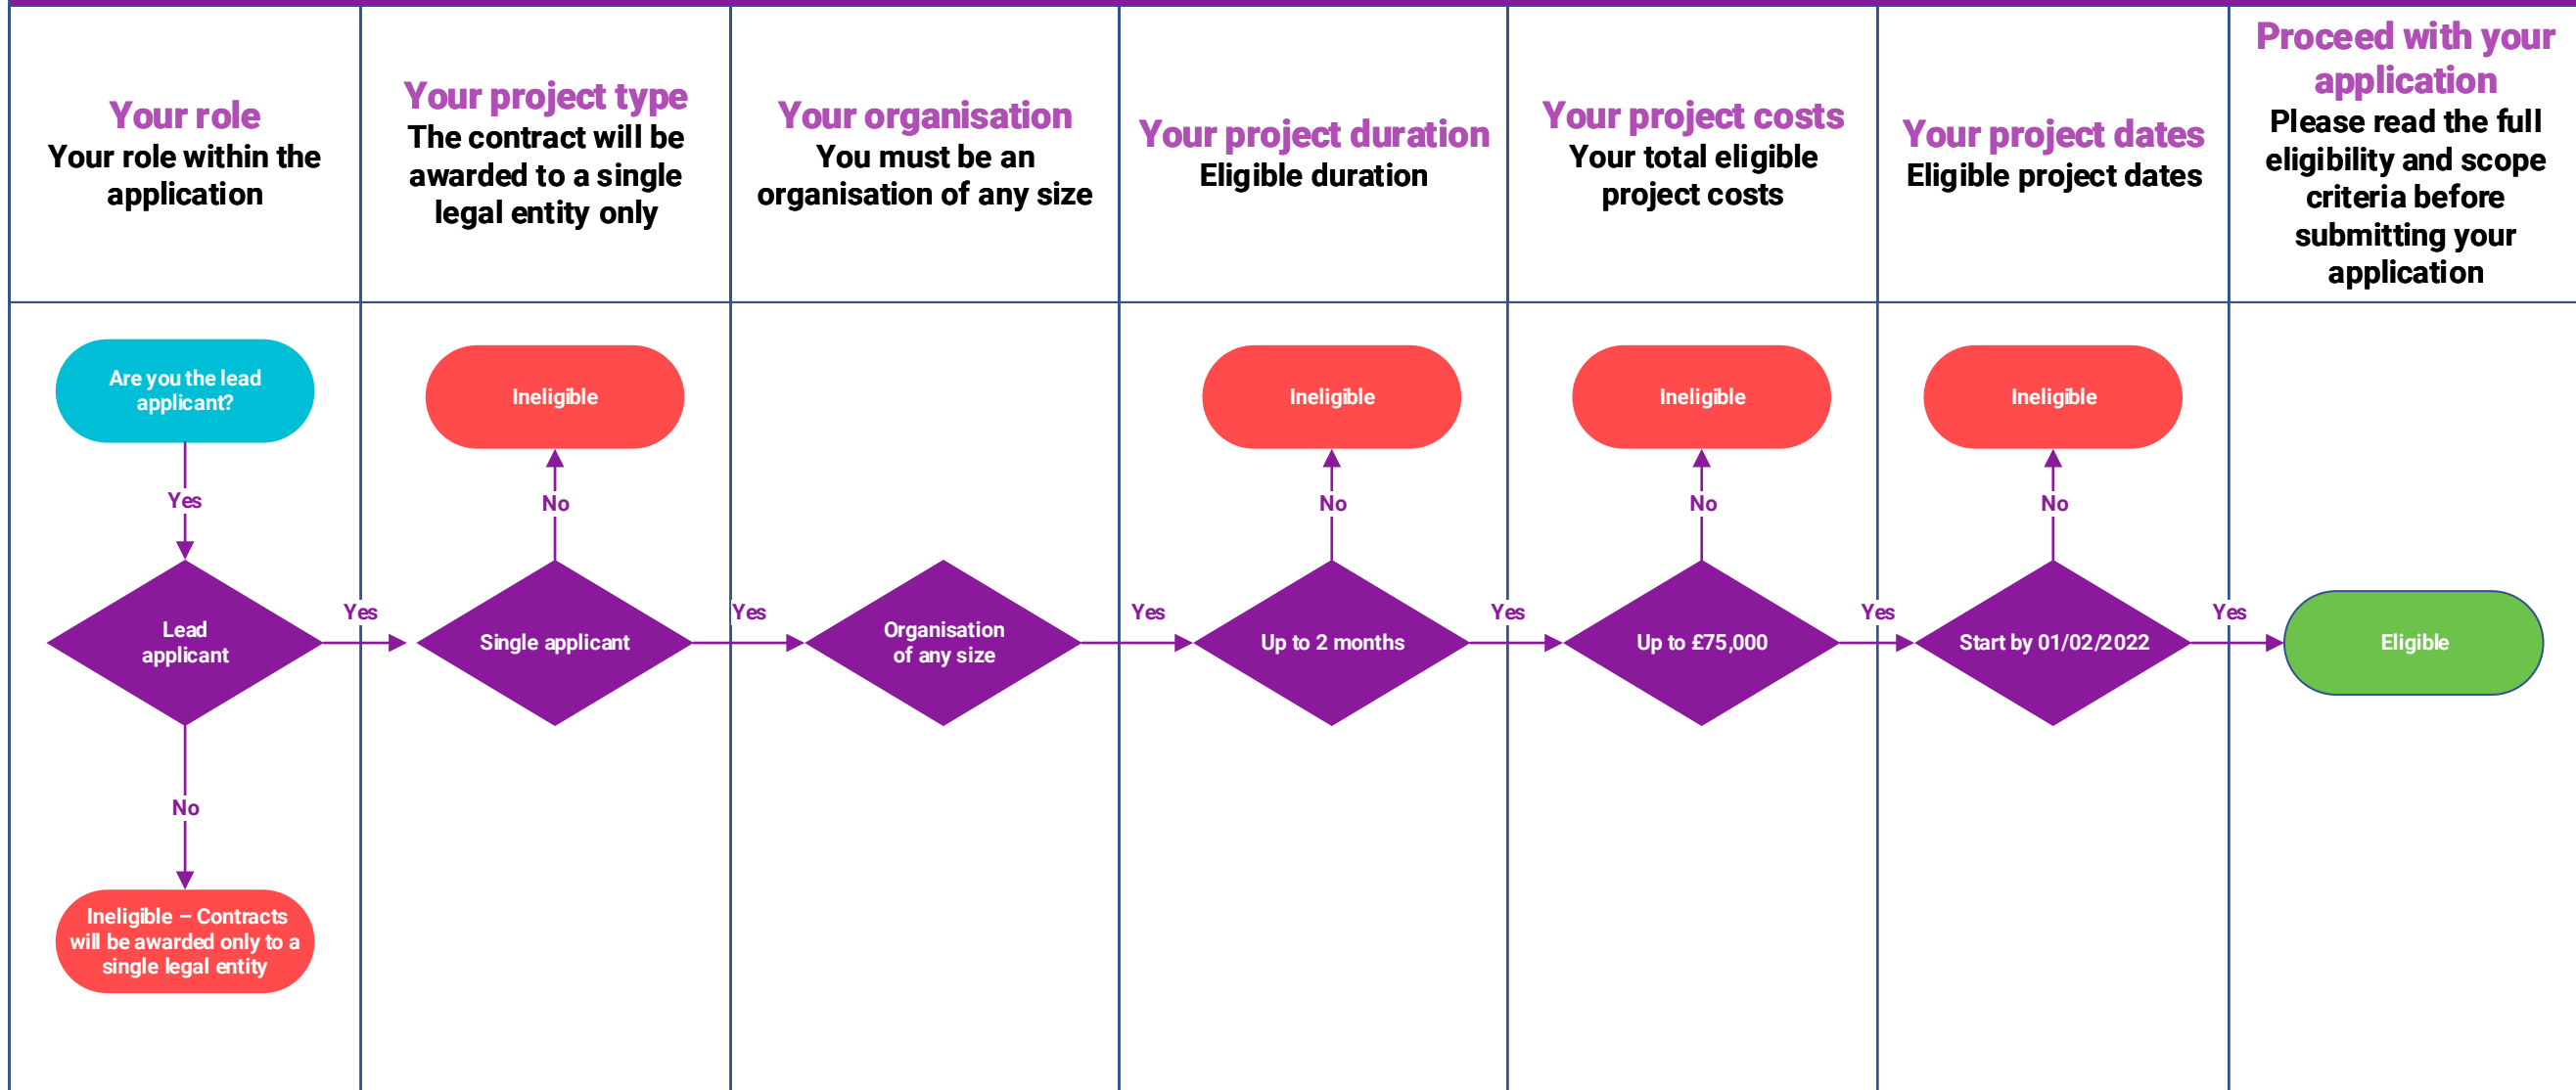 Your role
Your role within the
application
Your project type
The contract will be
awarded to a single
legal entity only
Your organisation
You must be an
organisation of any size
Your project duration
Eligible duration
Your project costs
Your total eligible
project costs
Your project dates
Eligible project dates
Proceed with your
application
Please read the full
eligibility and scope
criteria before
submitting your
application
Are you the lead
applicant?
Yes
Lead
applicant
No
Ineligible – Contracts
will be awarded only to a
single legal entity
Yes
Ineligible
No
Single applicant
Yes
Organisation
of any size
Yes
Ineligible
No
Up to 2 months
Yes
Ineligible
No
Up to £75,000
Yes
Ineligible
No
Start by 01/02/2022
Yes
Eligible